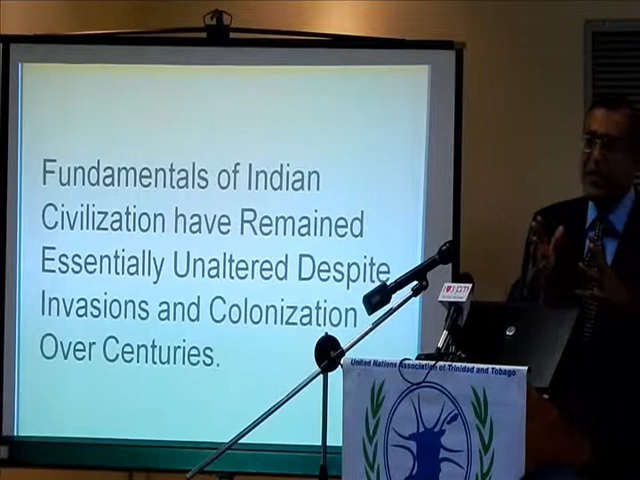 Fundamentals of Indian
Civilization have Remained
Essentially Unaltered Despite
Invasions and Colonization
Over Centuries.
United Nations Association of Trinidad and Tobago